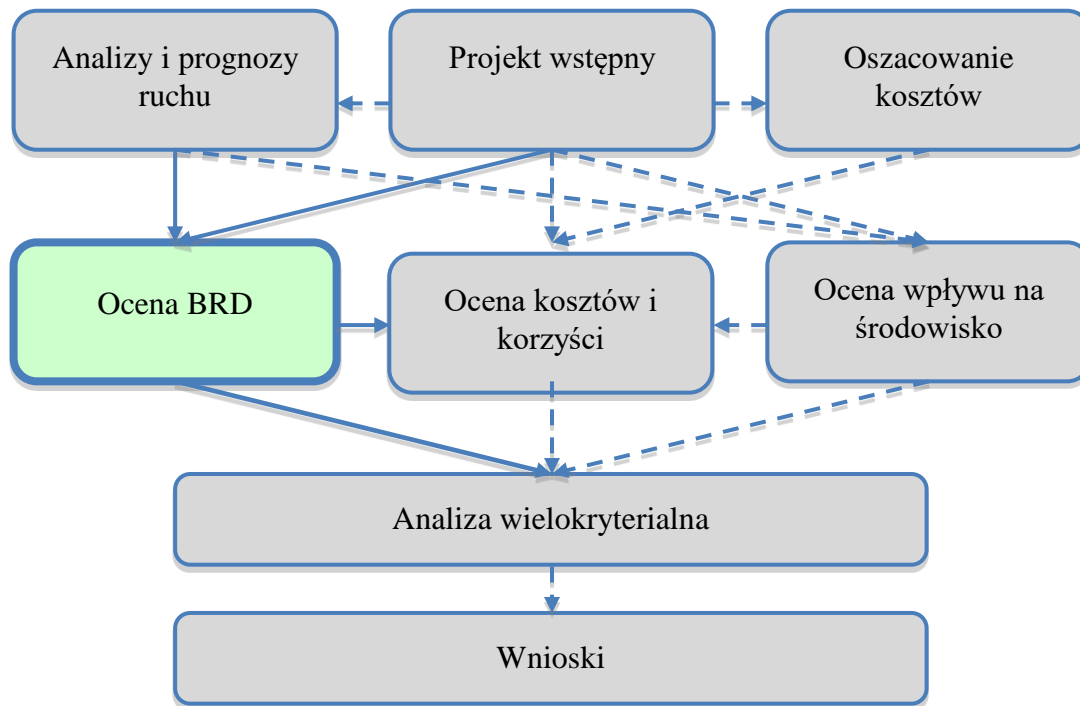 Analizy i prognozy
ruchu
Projekt wstępny
Oszacowanie
kosztów
Ocena BRD
Ocena kosztów i
korzyści
Ocena wpływu na
środowisko
Analiza wielokryterialna
Wnioski